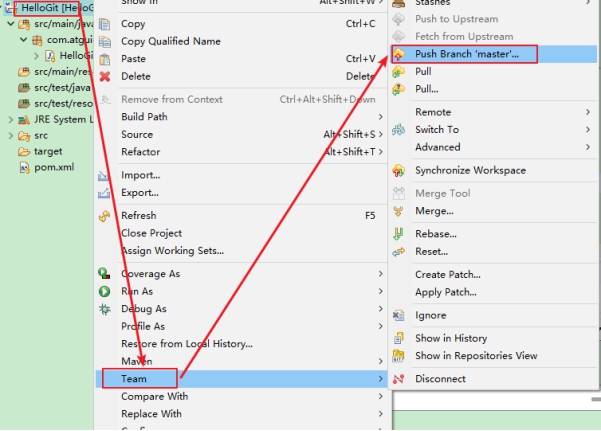 HelloGit [HelloG
src/main/java
com.atgui
HelloGi
src/main/res
src/test/java
src/test/reso
JRE System L
src
target
pom.xml
Show In Alt+Shift+W >
Copy Ctrl+C
Copy Qualified Name
Paste Ctrl+V
Delete Delete
Remove from Context Ctrl+Alt+Shift+Down
Build Path >
Source Alt+Shift+S >
Refactor Alt+Shift+T >
Import...
Export...
Refresh F5
Close Project
Assign Working Sets...
Coverage As >
Run As >
Debug As >
Profile As >
Restore from Local History...
Maven >
Team >
Compare With >
Replace With >
Stashes >
Push to Upstream
Fetch from Upstream
Push Branch 'master'...
Pull
Pull...
Remote >
Switch To >
Advanced >
Synchronize Workspace
Merge Tool
Merge...
Rebase...
Reset...
Create Patch...
Apply Patch...
Ignore
Show in History
Show in Repositories View
Disconnect